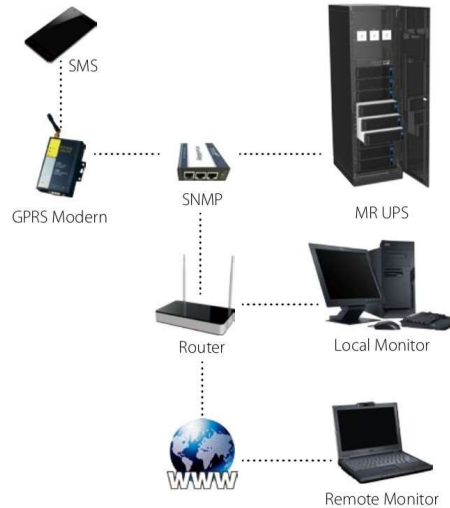 SMS
GPRS Modern
SNMP
MR UPS
Router
Local Monitor
WWW
Remote Monitor